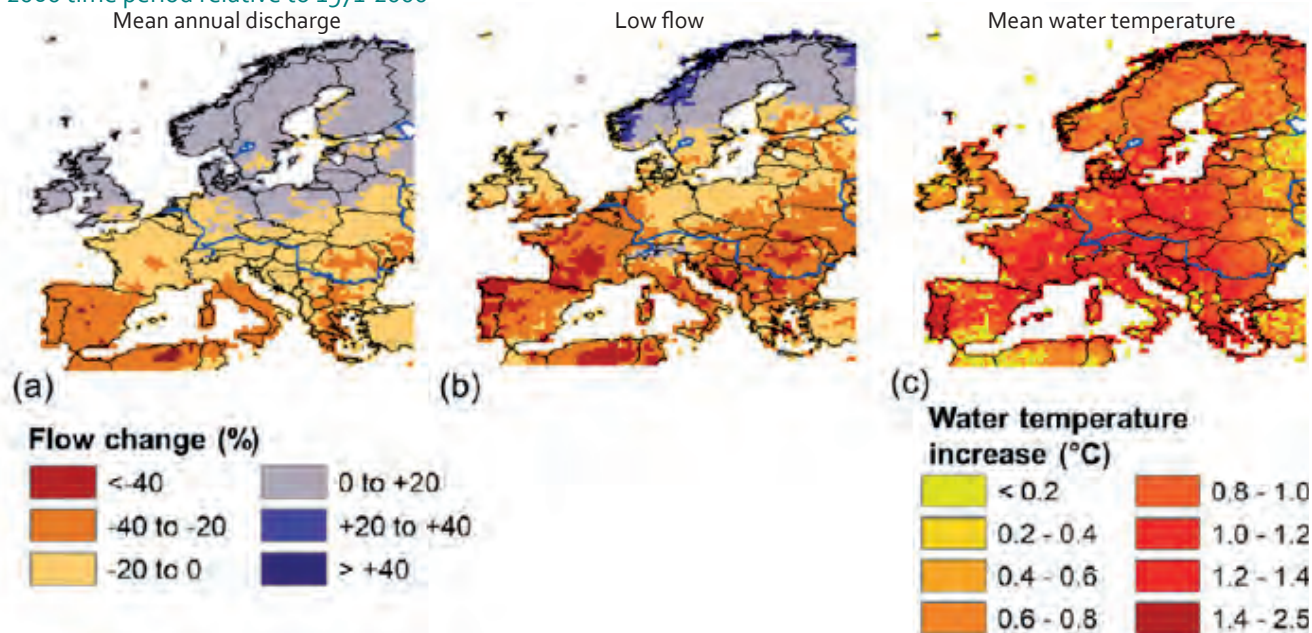 Mean annual discharge
Low flow
Mean water temperature
(a)
(b)
(c)
Flow change (%)
<-40
-40 to -20
-20 to 0
0 to +20
+20 to +40
> +40
Water temperature
increase (°C)
< 0.2
0.2 - 0.4
0.4 - 0.6
0.6 - 0.8
0.8 - 1.0
1.0 - 1.2
1.2 - 1.4
1.4 - 2.5